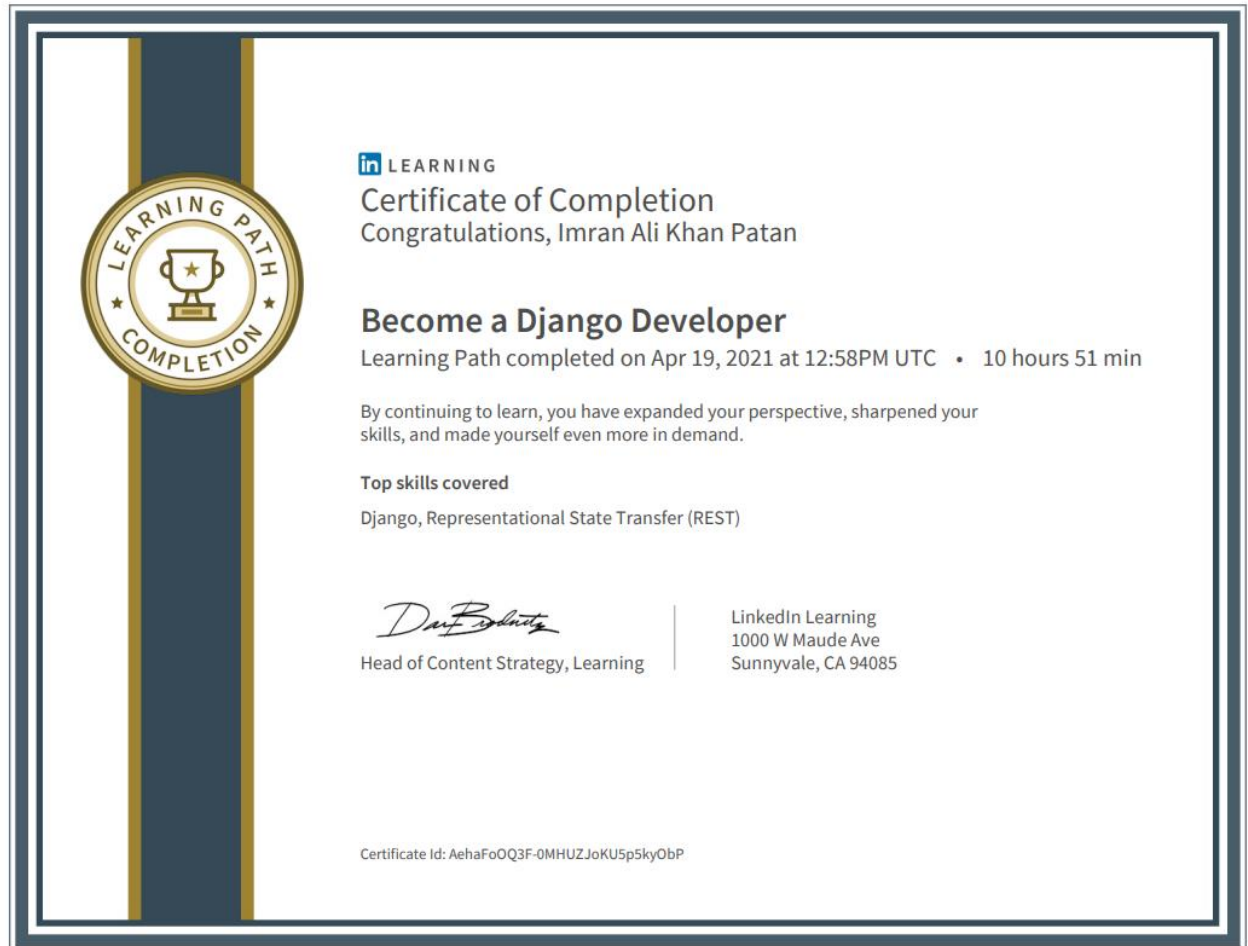 LEARNING PATH
COMPLETION
in LEARNING
Certificate of Completion
Congratulations, Imran Ali Khan Patan
Become a Django Developer
Learning Path completed on Apr 19, 2021 at 12:58PM UTC • 10 hours 51 min
By continuing to learn, you have expanded your perspective, sharpened your
skills, and made yourself even more in demand.
Top skills covered
Django, Representational State Transfer (REST)
Head of Content Strategy, Learning
LinkedIn Learning
1000 W Maude Ave
Sunnyvale, CA 94085
Certificate Id: AehaFoOQ3F-0MHUZJoKU5p5kyObP